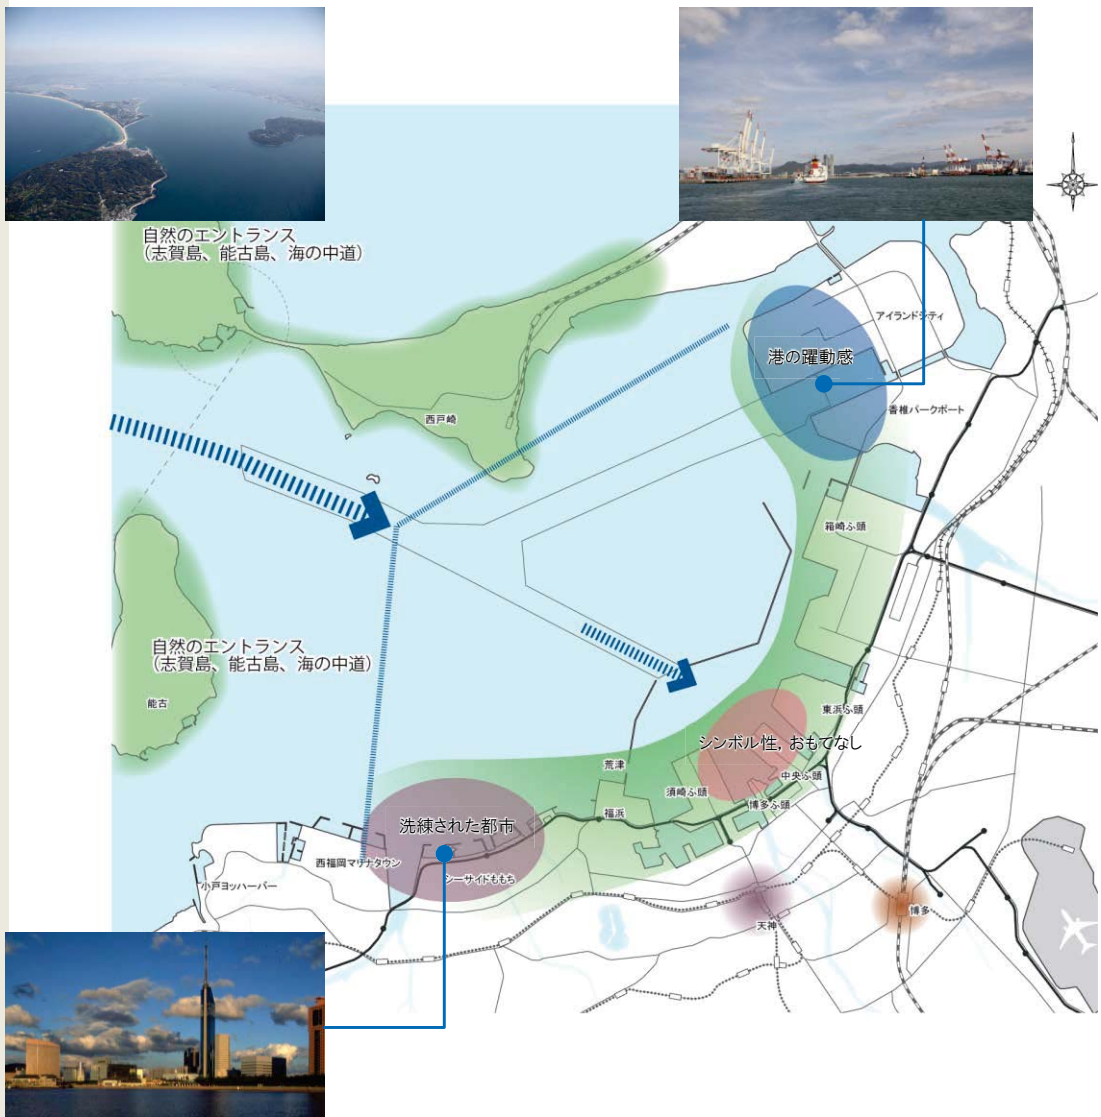 自然のエントランス
(志賀島、能古島、海の中道)
アイランドシティ
港の躍動感
香椎パークポート
西戸崎
箱崎ふ頭
自然のエントランス
(志賀島、能古島、海の中道)
能古
東浜ふ頭
シンボル性，おもてなし
荒津
中央ふ頭
須崎ふ頭
博多ふ頭
福浜
洗練された都市
西福岡マリナタウン
シーサイドももち
小戸ヨッハーバー
博多
天神